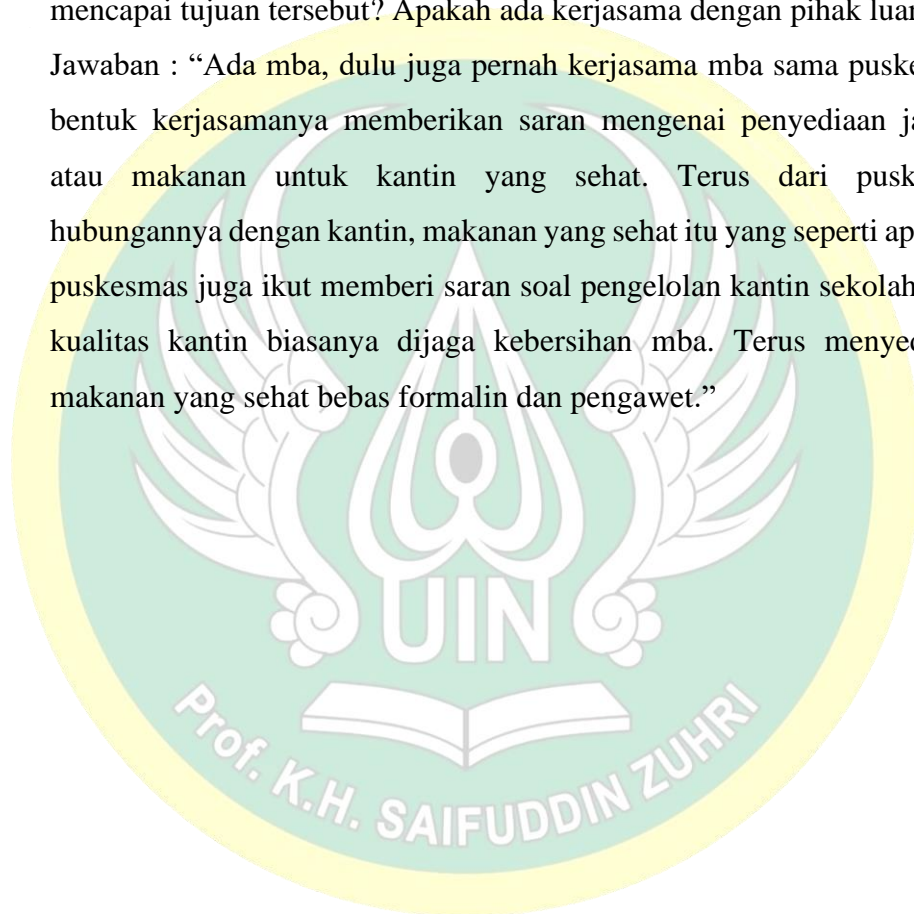 mencapai tujuan tersebut? Apakah ada kerjasama dengan pihak luar
Jawaban : “Ada mba, dulu juga pernah kerjasama mba sama puske
bentuk kerjasamanya memberikan saran mengenai penyediaan ja
atau makanan untuk kantin yang sehat. Terus dari pusk
hubungannya dengan kantin, makanan yang sehat itu yang seperti ap
puskesmas juga ikut memberi saran soal pengelolan kantin sekolah
kualitas kantin biasanya dijaga kebersihan mba. Terus menyed
makanan yang sehat bebas formalin dan pengawet.”
UIN
Prof. K.H. SAIFUDDIN ZUHRI